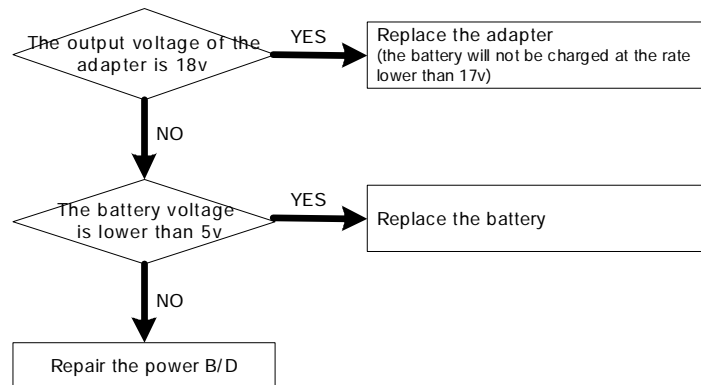 The output voltage of the
adapter is 18v
YES
Replace the adapter
(the battery will not be charged at the rate
lower than 17v)
NO
The battery voltage
is lower than 5v
YES
Replace the battery
NO
Repair the power B/D